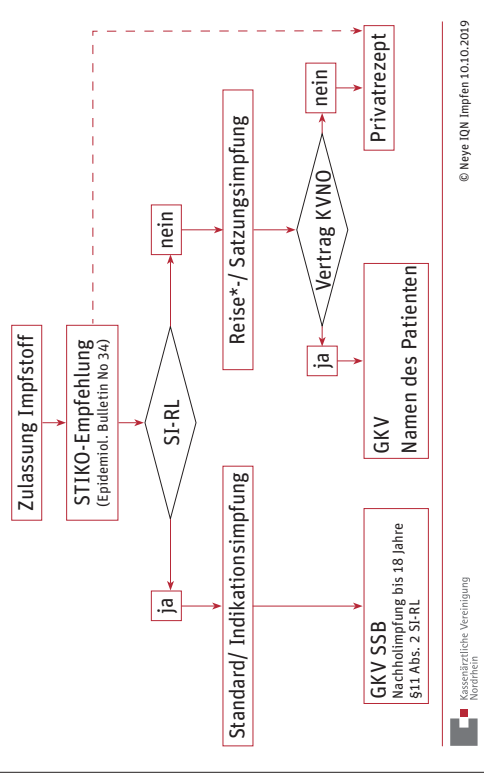 Zulassung Impfstoff
STIKO-Empfehlung
(Epidemiol. Bulletin No 34)
SI-RL
ja
nein
Standard/ Indikationsimpfung
Reise*-/ Satzungsimpfung
Vertrag KVNO
ja
nein
GKV SSB
Nachholimpfung bis 18 Jahre
§11 Abs. 2 SI-RL
GKV
Namen des Patienten
Privatrezept
Kassenärztliche Vereinigung
Nordrhein
© Neye IQN Impfen 10.10.2019